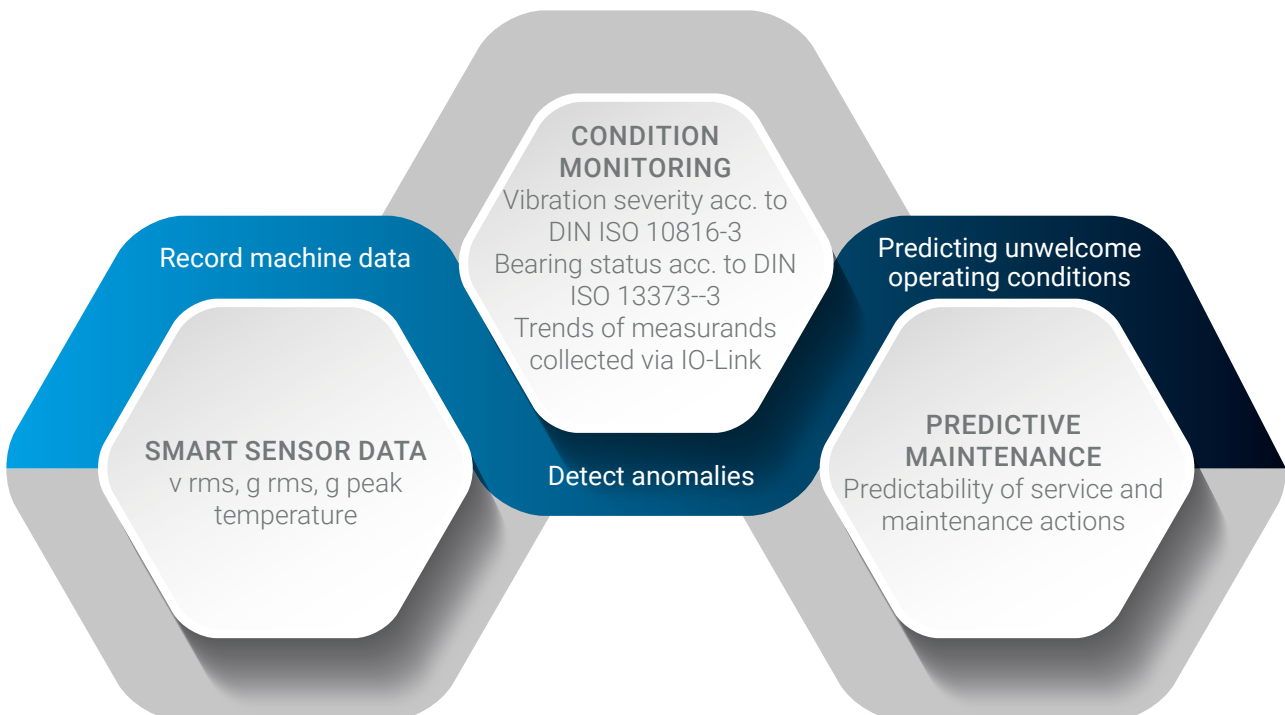 Record machine data
SMART SENSOR DATA
v rms, g rms, g peak
temperature
CONDITION
MONITORING
Vibration severity acc. to
DIN ISO 10816-3
Bearing status acc. to DIN
ISO 13373--3
Trends of measurands
collected via IO-Link
Detect anomalies
Predicting unwelcome
operating conditions
PREDICTIVE
MAINTENANCE
Predictability of service and
maintenance actions